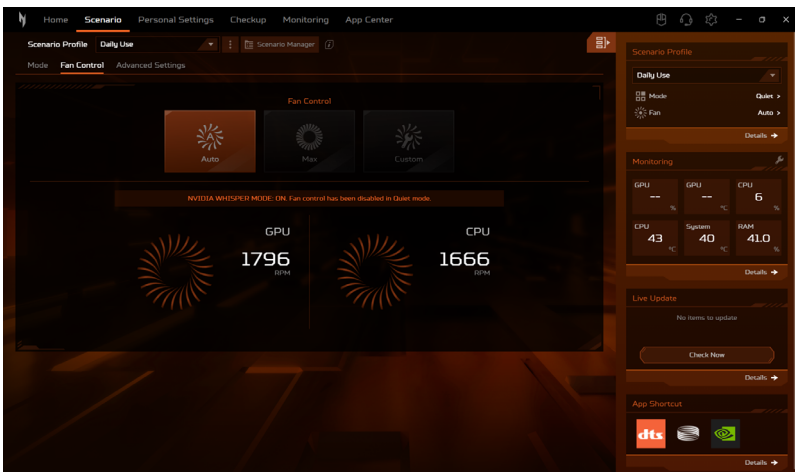 Home Scenario Personal Settings Checkup Monitoring App Center
Scenario Profile Daily Use Scenario Manager
Mode Fan Control Advanced Settings
Fan Control
Auto Max Custom
NVIDIA WHISPER MODE: ON. Fan control has been disabled in Quiet mode.
GPU
1796
RPM
CPU
1666
RPM
Scenario Profile
Daily Use
Mode Quiet >
Fan Auto >
Details
Monitoring
GPU GPU CPU
-- -- 6
% °C %
CPU System RAM
43 40 41.0
°C °C %
Details
Live Update
No items to update
Check Now
Details
App Shortcut
dts
Details